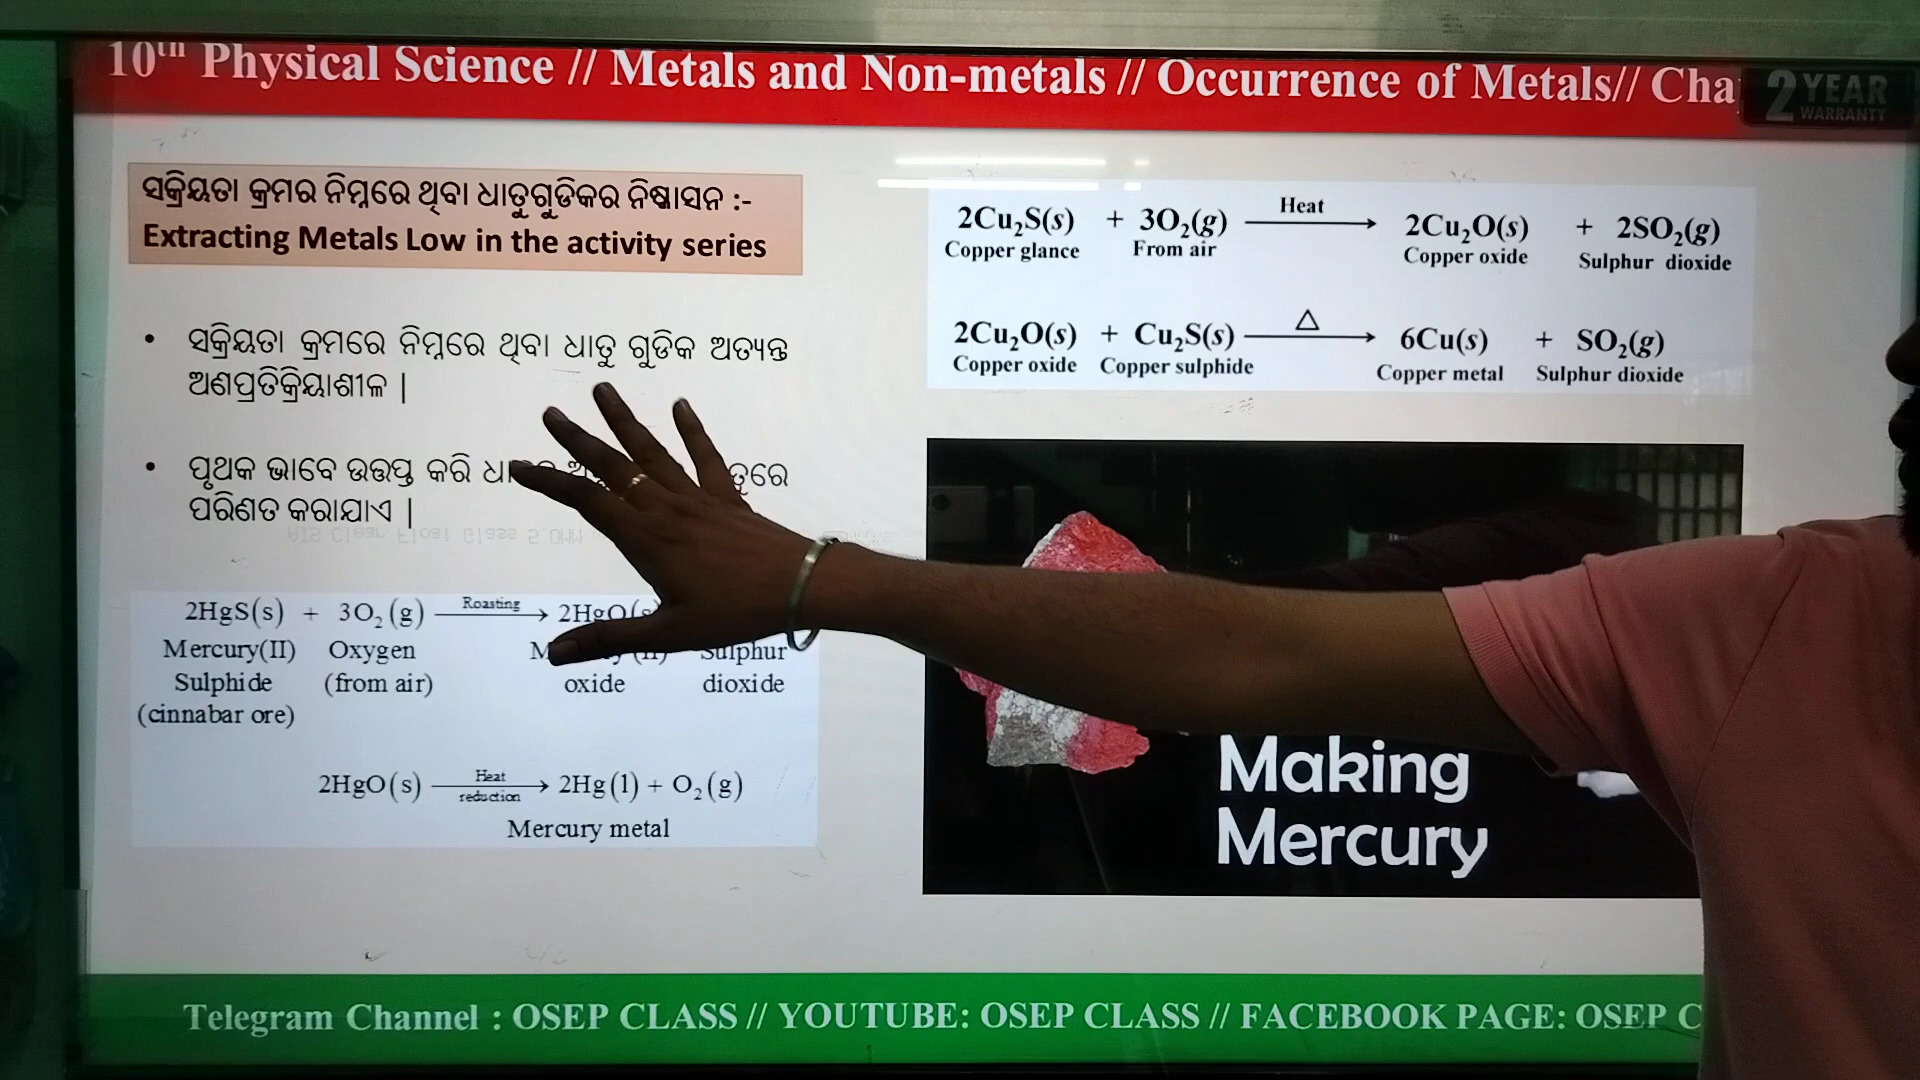 10th Physical Science // Metals and Non-metals // Occurrence of Metals// Cha
2 YEAR
WARRANTY
ସକ୍ରିୟତା କ୍ରମର ନିମ୍ନରେ ଥିବା ଧାତୁଗୁଡିକର ନିଷ୍କାସନ :-
Extracting Metals Low in the activity series
• ସକ୍ରିୟତା କ୍ରମରେ ନିମ୍ନରେ ଥିବା ଧାତୁ ଗୁଡିକ ଅତ୍ୟନ୍ତ
ଅଣପ୍ରତିକ୍ରିୟାଶୀଳ |
• ପୃଥକ ଭାବେ ଉତ୍ତପ୍ତ କରି
ପରିଣତ କରାଯାଏ |
2HgS(s) + 3O₂(g) Roasting → 2HgO(s
Mercury(II) Oxygen Sulphur
Sulphide (from air) oxide dioxide
(cinnabar ore)
2HgO(s) Heat reduction → 2Hg(l) + O₂(g)
Mercury metal
2Cu₂S(s) + 3O₂(g) Heat → 2Cu₂O(s) + 2SO₂(g)
Copper glance From air Copper oxide Sulphur dioxide
2Cu₂O(s) + Cu₂S(s) △ → 6Cu(s) + SO₂(g)
Copper oxide Copper sulphide Copper metal Sulphur dioxide
Making
Mercury
Telegram Channel : OSEP CLASS // YOUTUBE: OSEP CLASS // FACEBOOK PAGE: OSEP C